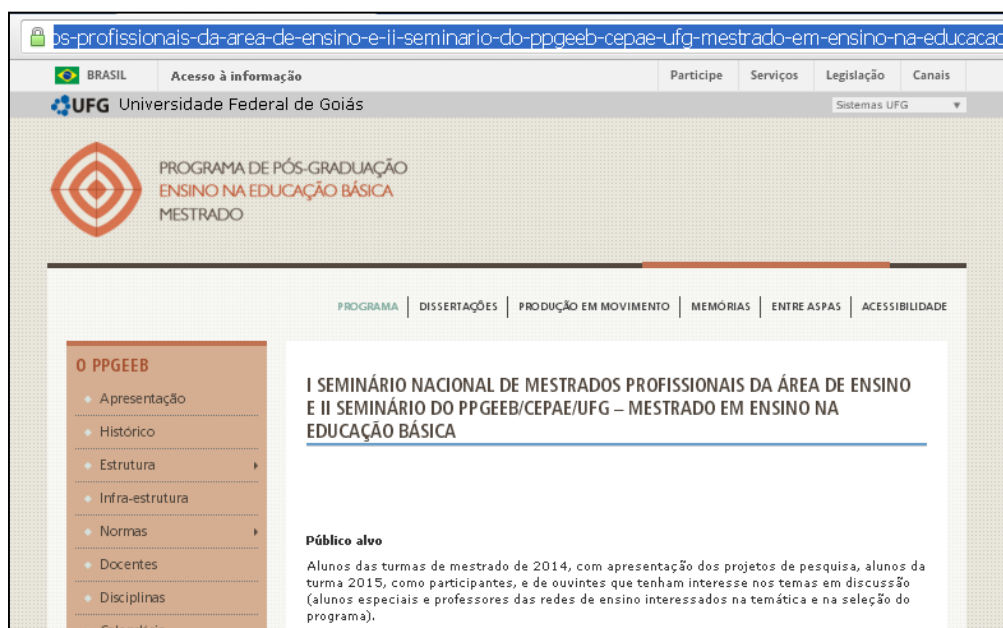 os-profissionais-da-area-de-ensino-e-ii-seminario-do-ppgeeb-cepae-ufg-mestrado-em-ensino-na-educacao
BRASIL Acesso à informação Participe Serviços Legislação Canais
UFG Universidade Federal de Goiás Sistemas UFG
PROGRAMA DE PÓS-GRADUAÇÃO
ENSINO NA EDUCAÇÃO BÁSICA
MESTRADO
PROGRAMA DISSERTAÇÕES PRODUÇÃO EM MOVIMENTO MEMÓRIAS ENTRE ASPAS ACESSIBILIDADE
O PPGEEB
Apresentação
Histórico
Estrutura
Infra-estrutura
Normas
Docentes
Disciplinas
I SEMINÁRIO NACIONAL DE MESTRADOS PROFISSIONAIS DA ÁREA DE ENSINO
E II SEMINÁRIO DO PPGEEB/CEPAE/UFG – MESTRADO EM ENSINO NA
EDUCAÇÃO BÁSICA
Público alvo
Alunos das turmas de mestrado de 2014, com apresentação dos projetos de pesquisa, alunos da
turma 2015, como participantes, e de ouvintes que tenham interesse nos temas em discussão
(alunos especiais e professores das redes de ensino interessados na temática e na seleção do
programa).